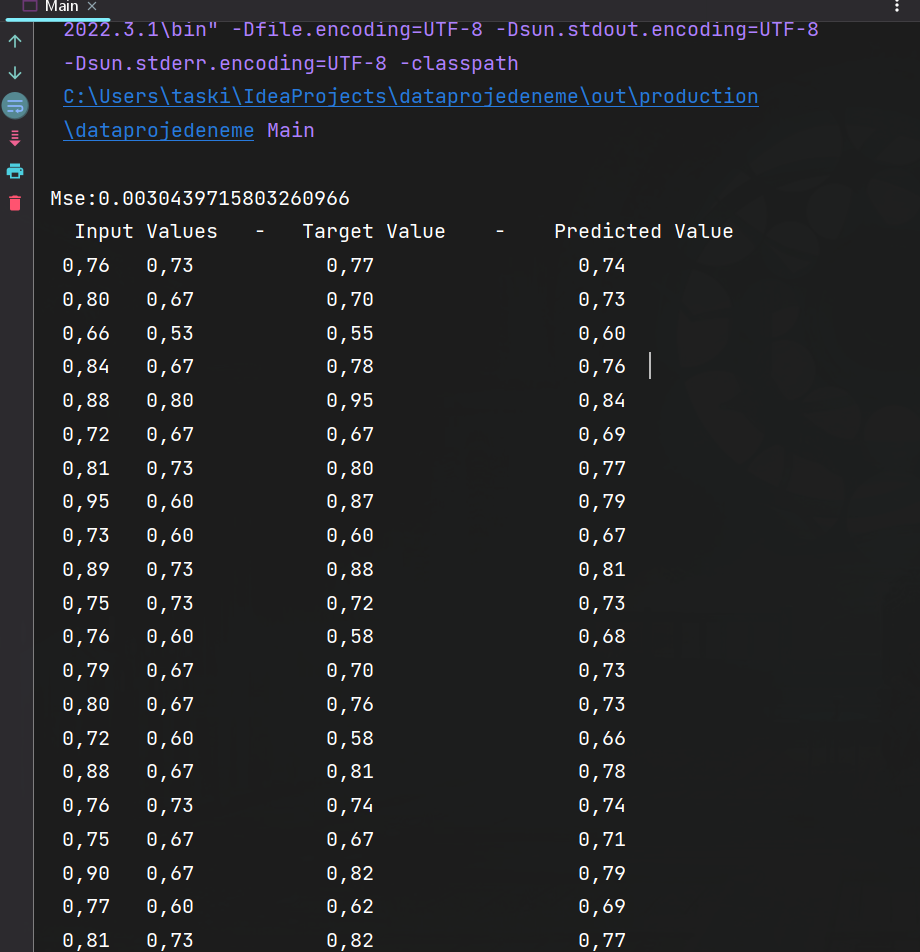 Main
2022.3.1\bin" -Dfile.encoding=UTF-8 -Dsun.stdout.encoding=UTF-8
-Dsun.stderr.encoding=UTF-8 -classpath
C:\Users\taski\IdeaProjects\dataprojedeneme\out\production
\dataprojedeneme Main
Mse:0.0030439715803260966
Input Values - Target Value - Predicted Value
0,76 0,73 0,77 0,74
0,80 0,67 0,70 0,73
0,66 0,53 0,55 0,60
0,84 0,67 0,78 0,76
0,88 0,80 0,95 0,84
0,72 0,67 0,67 0,69
0,81 0,73 0,80 0,77
0,95 0,60 0,87 0,79
0,73 0,60 0,60 0,67
0,89 0,73 0,88 0,81
0,75 0,73 0,72 0,73
0,76 0,60 0,58 0,68
0,79 0,67 0,70 0,73
0,80 0,67 0,76 0,73
0,72 0,60 0,58 0,66
0,88 0,67 0,81 0,78
0,76 0,73 0,74 0,74
0,75 0,67 0,67 0,71
0,90 0,67 0,82 0,79
0,77 0,60 0,62 0,69
0,81 0,73 0,82 0,77